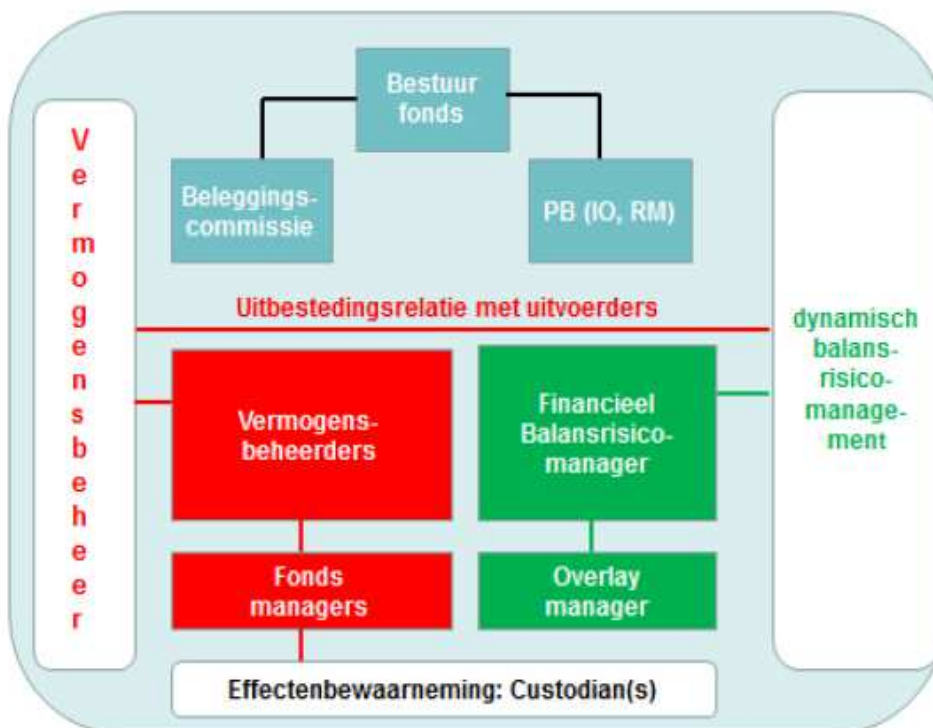 Bestuur
fonds
Beleggings-
commissie
PB (IO, RM)
Vermogensbeheer
Uitbestedingsrelatie met uitvoerders
dynamisch
balans-
risico-
manage-
ment
Vermogens-
beheerders
Financieel
Balansrisico-
manager
Fonds
managers
Overlay
manager
Effectenbewaarneming: Custodian(s)